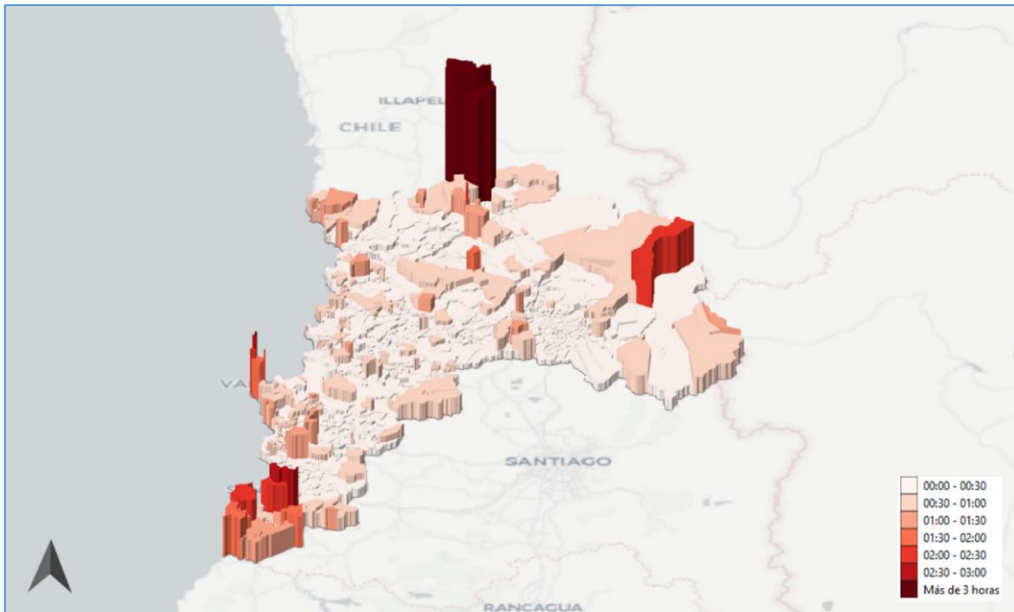 ILLAPEL
CHILE
VA
S
SANTIAGO
RANCAGUA
00:00 - 00:30
00:30 - 01:00
01:00 - 01:30
01:30 - 02:00
02:00 - 02:30
02:30 - 03:00
Más de 3 horas